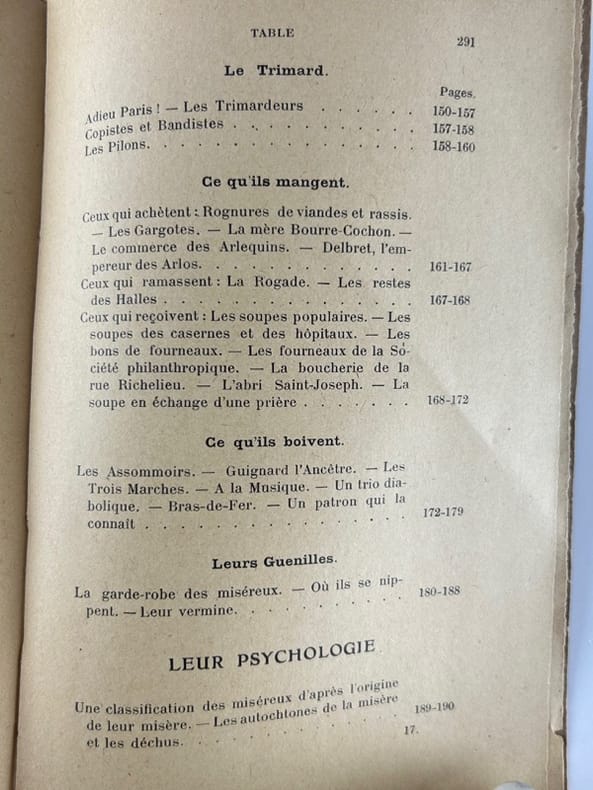 TABLE
291
Le Trimard.
Pages.
Adieu Paris ! — Les Trimardeurs . . . . . . 150-157
Copistes et Bandistes . . . . . . . . . . 157-158
Les Pilons. . . . . . . . . . . . . . . 158-160
Ce qu'ils mangent.
Ceux qui achètent : Rognures de viandes et rassis.
— Les Gargotes. — La mère Bourre-Cochon. —
Le commerce des Arlequins. — Delbret, l'em-
pereur des Arlos. . . . . . . . . . . . 161-167
Ceux qui ramassent : La Rogade. — Les restes
des Halles . . . . . . . . . . . . . . . 167-168
Ceux qui reçoivent : Les soupes populaires. — Les
soupes des casernes et des hôpitaux. — Les
bons de fourneaux. — Les fourneaux de la So-
ciété philanthropique. — La boucherie de la
rue Richelieu. — L'abri Saint-Joseph. — La
soupe en échange d'une prière . . . . . . . 168-172
Ce qu'ils boivent.
Les Assommoirs. — Guignard l'Ancêtre. — Les
Trois Marches. — A la Musique. — Un trio dia-
bolique. — Bras-de-Fer. — Un patron qui la
connaît . . . . . . . . . . . . . . 172-179
Leurs Guenilles.
La garde-robe des miséreux. — Où ils se nip-
pent. — Leur vermine. . . . . . . . . . 180-188
LEUR PSYCHOLOGIE
Une classification des miséreux d'après l'origine
de leur misère. — Les autochtones de la misère
et les déchus. . . . . . . . . . . . 189-190
17.